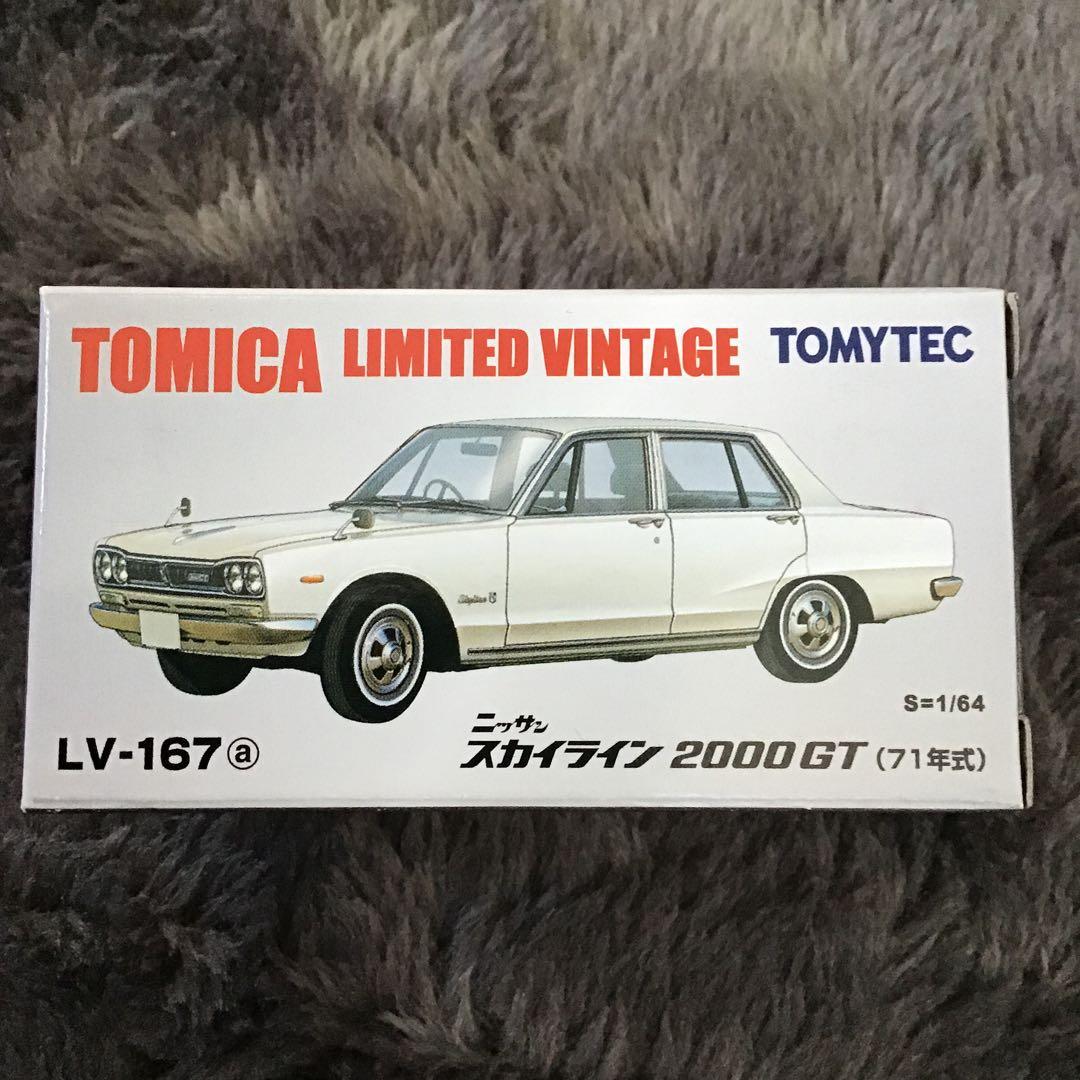 TOMICA LIMITED VINTAGE TOMYTEC
Skyline
S=1/64
LV-167ⓐ
ニッサン
スカイライン 2000GT (71年式)